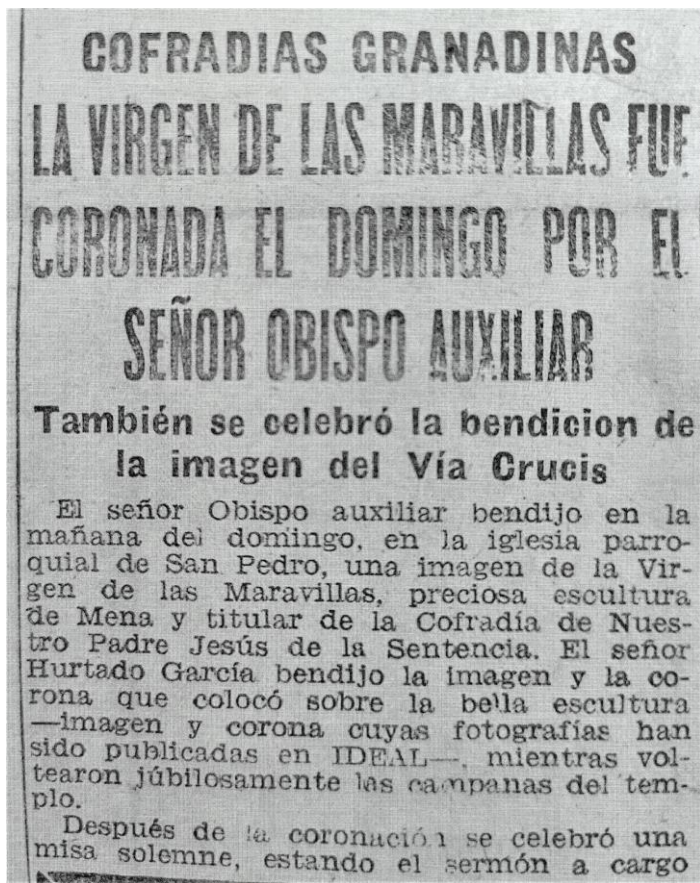 COFRADIAS GRANADINAS
LA VIRGEN DE LAS MARAVILLAS FUE
CORONADA EL DOMINGO POR EL
SEÑOR OBISPO AUXILIAR
También se celebró la bendicion de
la imagen del Vía Crucis
El señor Obispo auxiliar bendijo en la
mañana del domingo, en la iglesia parro-
quial de San Pedro, una imagen de la Vir-
gen de las Maravillas, preciosa escultura
de Mena y titular de la Cofradía de Nues-
tro Padre Jesús de la Sentencia. El señor
Hurtado García bendijo la imagen y la co-
rona que colocó sobre la bella escultura
—imagen y corona cuyas fotografías han
sido publicadas en IDEAL—, mientras vol-
tearon júbilosamente las campanas del tem-
plo.
Después de la coronación se celebró una
misa solemne, estando el sermón a cargo